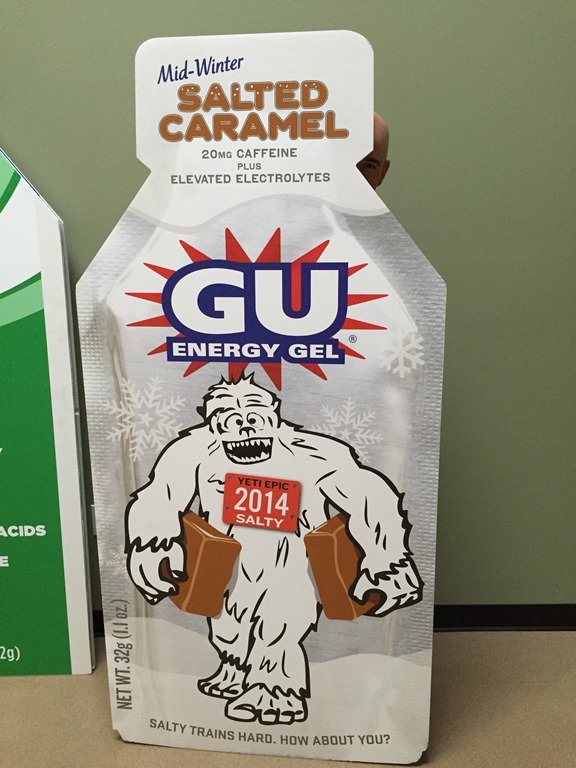 Mid-Winter
SALTED
CARAMEL
20MG CAFFEINE
PLUS
ELEVATED ELECTROLYTES
GU®
ENERGY GEL
YETI EPIC
2014
SALTY
NET WT. 32g (1.1 oz.)
SALTY TRAINS HARD. HOW ABOUT YOU?
ACIDS
E
2g)